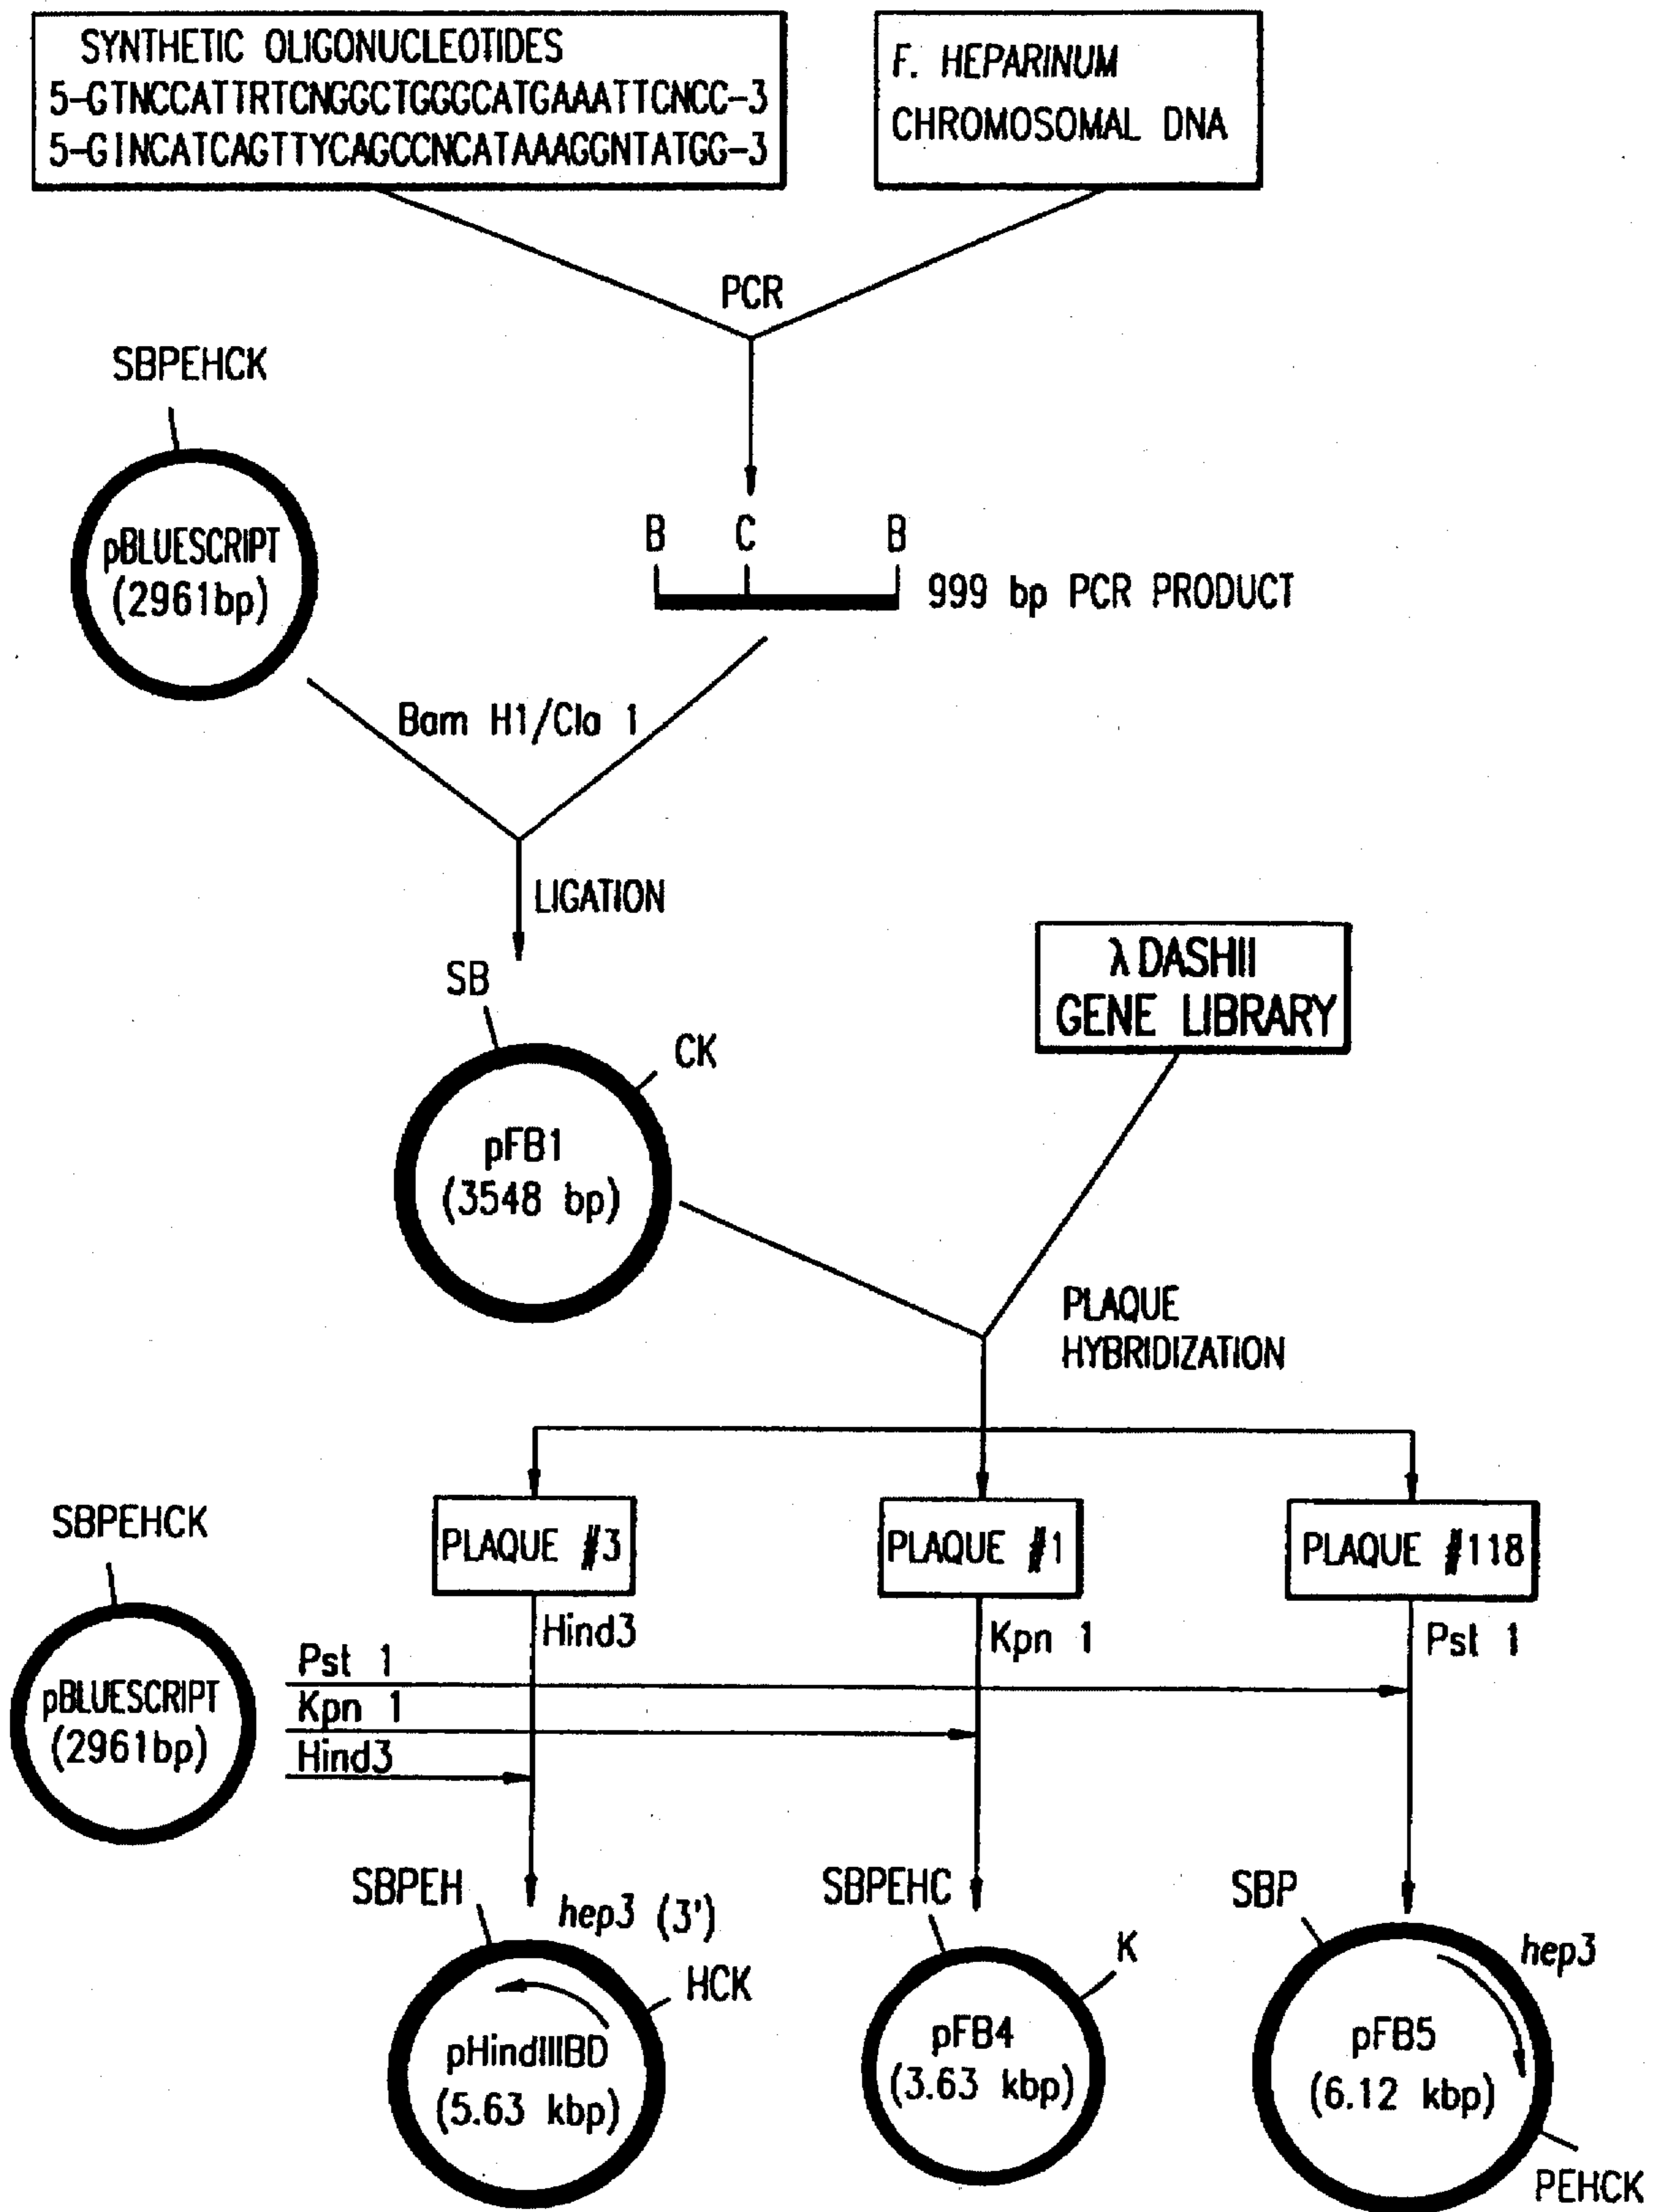 SYNTHETIC OLIGONUCLEOTIDES
5-GTNCCATTRTCNGGCTGGGCATGAAATTCNCC-3
5-GINCATCAGTTYCAGCCNCATAAAGGNTATGG-3
F. HEPARINUM
CHROMOSOMAL DNA
PCR
SBPEHCK
pBLUESCRIPT
(2961bp)
B C B
999 bp PCR PRODUCT
Bam H1/Cla 1
LIGATION
SB
CK
pFB1
(3548 bp)
λ DASHII
GENE LIBRARY
PLAQUE
HYBRIDIZATION
SBPEHCK
pBLUESCRIPT
(2961bp)
PLAQUE #3
PLAQUE #1
PLAQUE #118
Hind3
Kpn 1
Pst 1
Pst 1
Kpn 1
Hind3
SBPEH
hep3 (3')
HCK
pHindIIIBD
(5.63 kbp)
SBPEHC
K
pFB4
(3.63 kbp)
SBP
hep3
pFB5
(6.12 kbp)
PEHCK